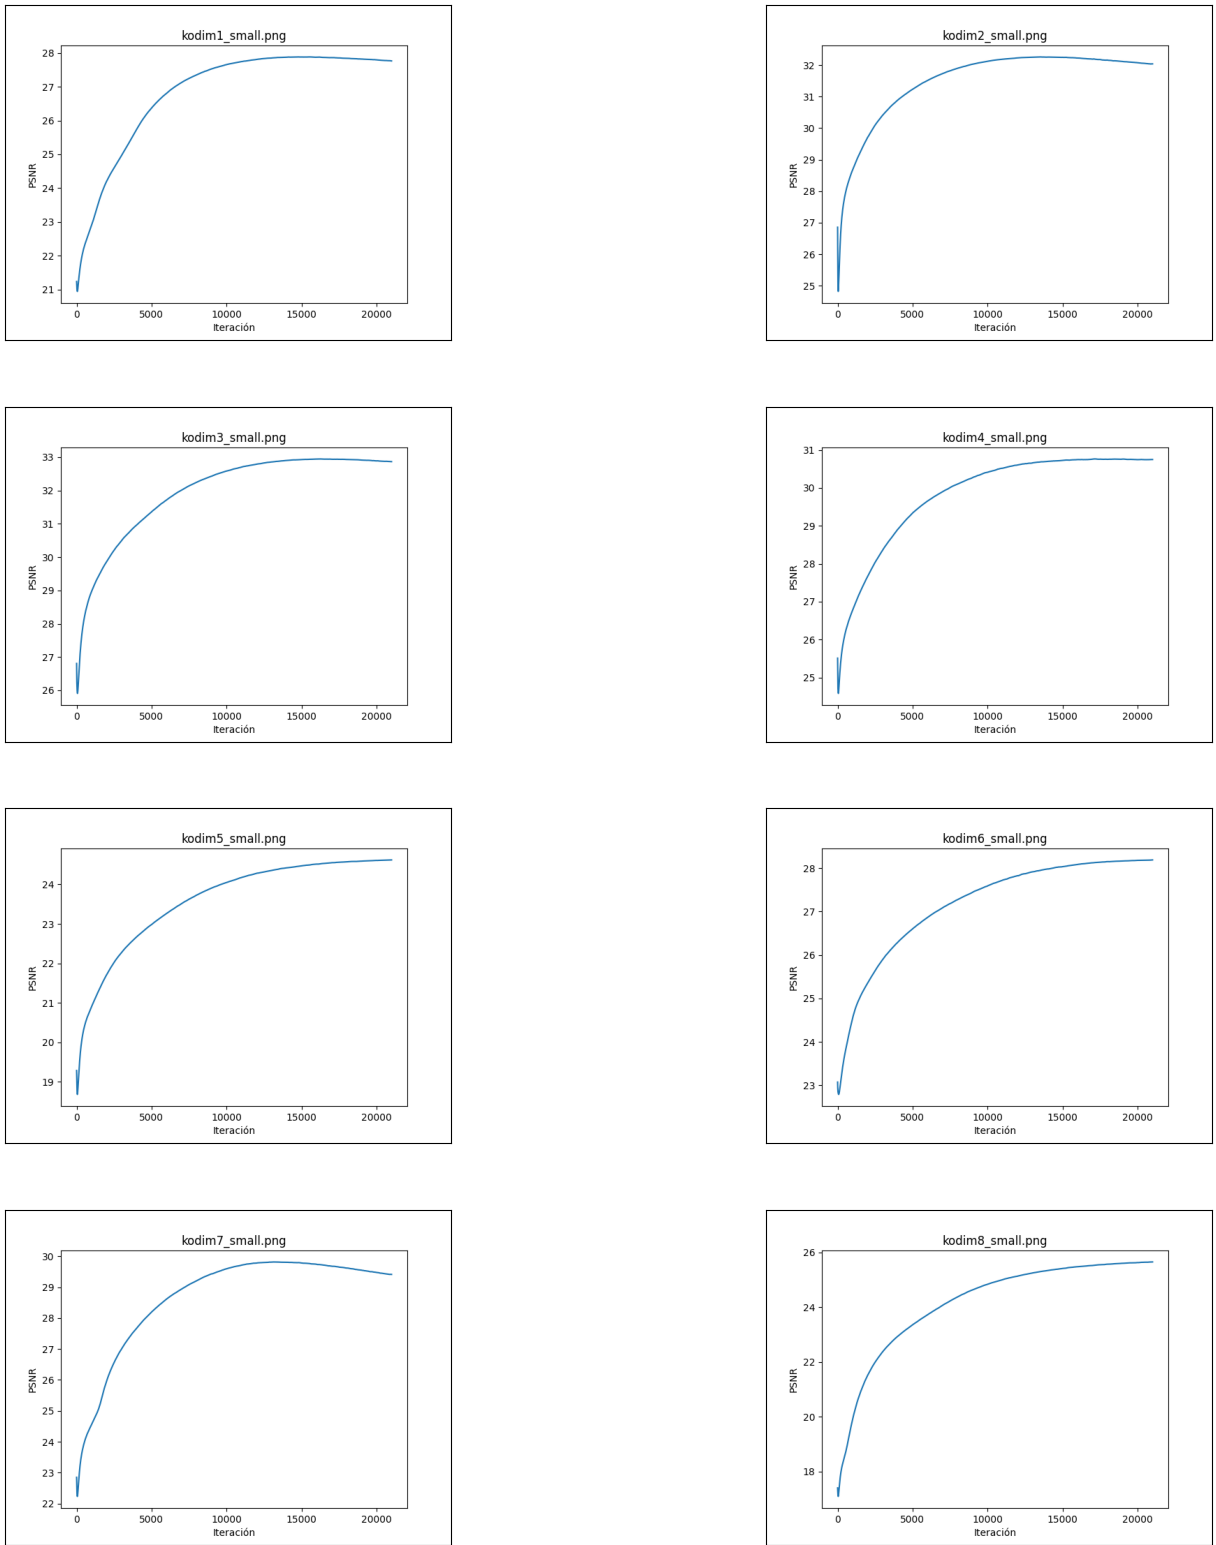 kodim1_small.png
28
27
26
25
24
23
22
21
PSNR
0 5000 10000 15000 20000
Iteración
kodim2_small.png
32
31
30
29
28
27
26
25
PSNR
0 5000 10000 15000 20000
Iteración
kodim3_small.png
33
32
31
30
29
28
27
26
PSNR
0 5000 10000 15000 20000
Iteración
kodim4_small.png
31
30
29
28
27
26
25
PSNR
0 5000 10000 15000 20000
Iteración
kodim5_small.png
24
23
22
21
20
19
PSNR
0 5000 10000 15000 20000
Iteración
kodim6_small.png
28
27
26
25
24
23
PSNR
0 5000 10000 15000 20000
Iteración
kodim7_small.png
30
29
28
27
26
25
24
23
22
PSNR
0 5000 10000 15000 20000
Iteración
kodim8_small.png
26
24
22
20
18
PSNR
0 5000 10000 15000 20000
Iteración